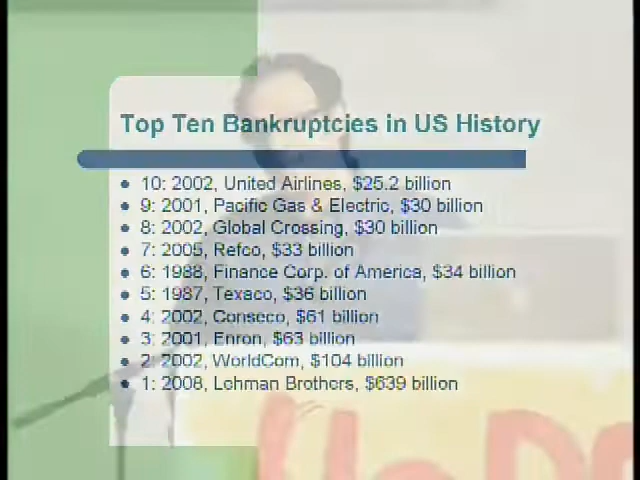 Top Ten Bankruptcies in US History
10: 2002, United Airlines, $25.2 billion
9: 2001, Pacific Gas & Electric, $30 billion
8: 2002, Global Crossing, $30 billion
7: 2005, Refco, $33 billion
6: 1988, Finance Corp. of America, $34 billion
5: 1987, Texaco, $36 billion
4: 2002, Conseco, $61 billion
3: 2001, Enron, $63 billion
2: 2002, WorldCom, $104 billion
1: 2008, Lehman Brothers, $639 billion